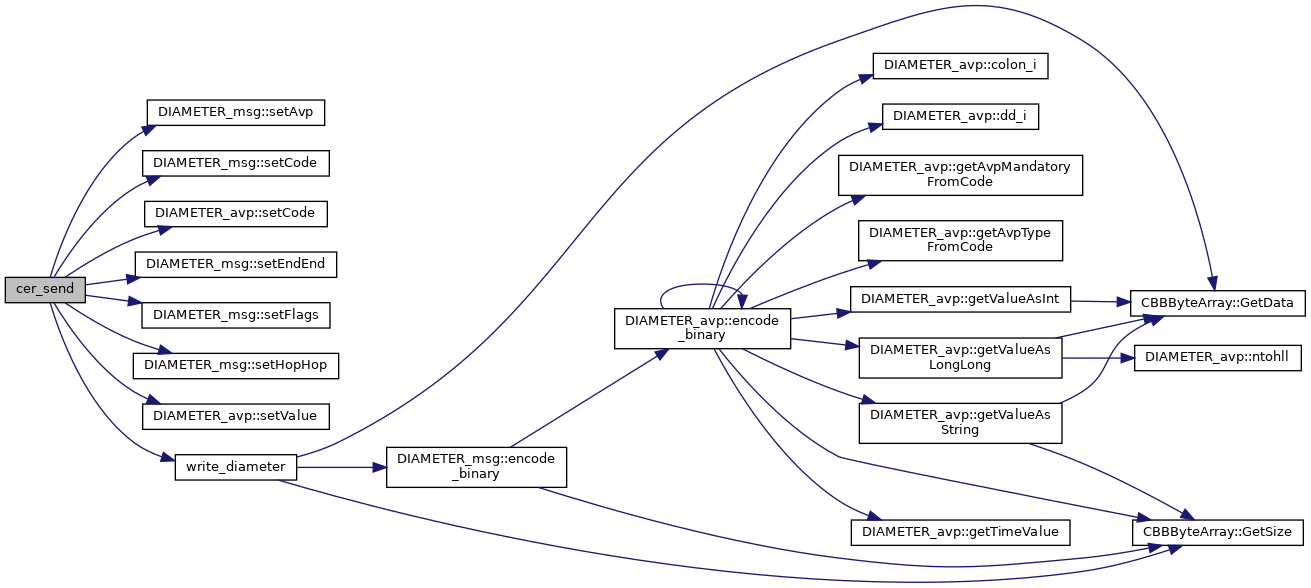 cer_send
DIAMETER_msg::setAvp
DIAMETER_msg::setCode
DIAMETER_avp::setCode
DIAMETER_msg::setEndEnd
DIAMETER_msg::setFlags
DIAMETER_msg::setHopHop
DIAMETER_avp::setValue
write_diameter
DIAMETER_msg::encode
_binary
DIAMETER_avp::encode
_binary
DIAMETER_avp::colon_i
DIAMETER_avp::dd_i
DIAMETER_avp::getAvpMandatory
FromCode
DIAMETER_avp::getAvpType
FromCode
DIAMETER_avp::getValueAsInt
DIAMETER_avp::getValueAs
LongLong
DIAMETER_avp::getValueAs
String
DIAMETER_avp::getTimeValue
CBBByteArray::GetData
DIAMETER_avp::ntohll
CBBByteArray::GetSize